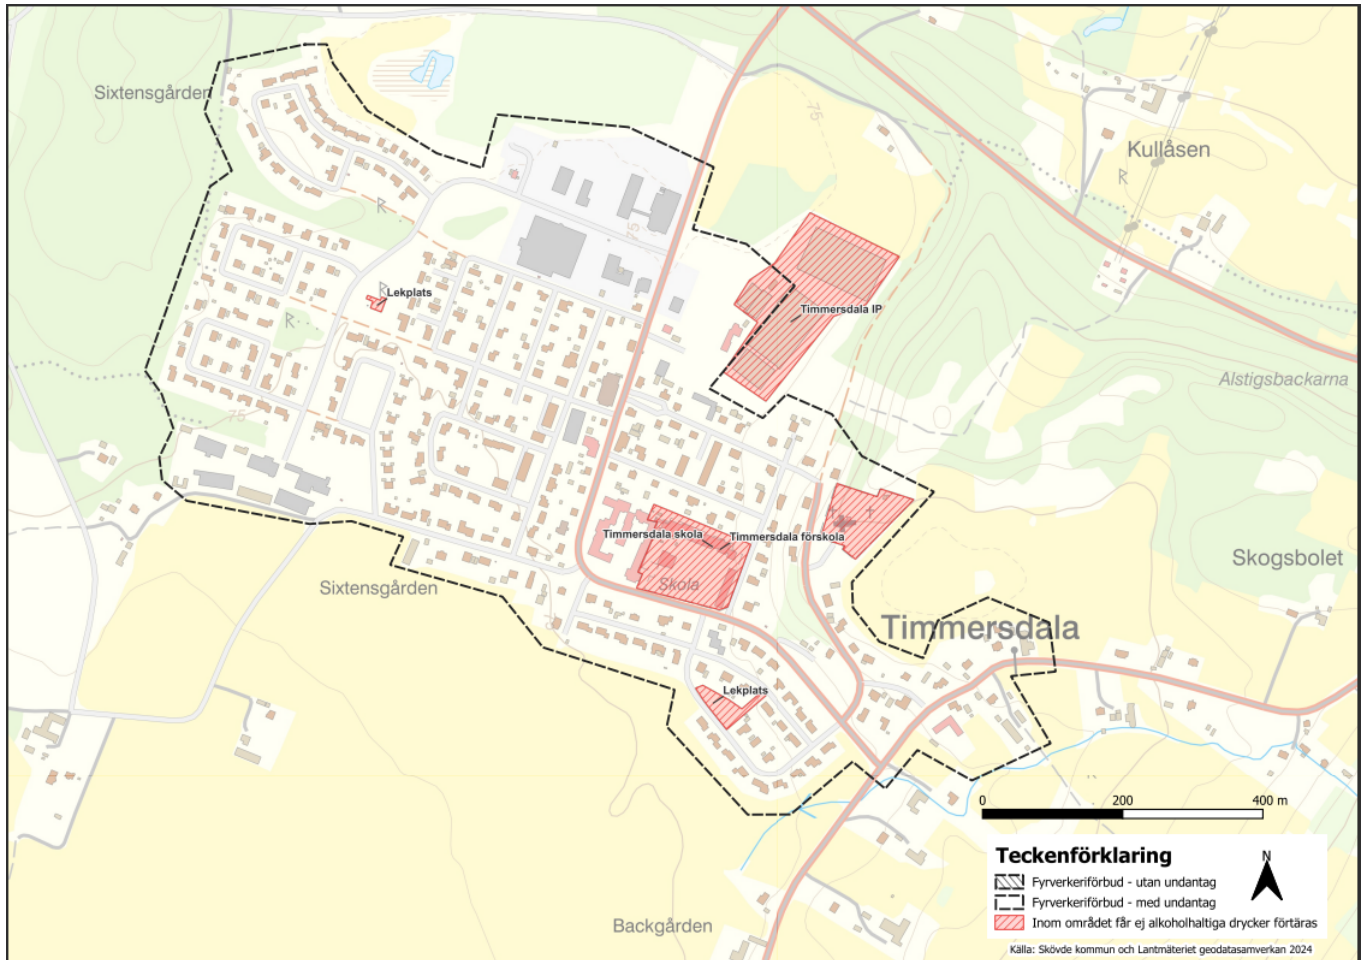 Sixtensgården
75
Kullåsen
R
R
75
R
Lekplats
R
Timmersdala IP
Alstigsbackarna
75
Timmersdala skola
Timmersdala förskola
Skola
Skogsbolet
Sixtensgården
Timmersdala
Lekplats
R
0 200 400 m
Teckenförklaring
N
Fyrverkeriförbud - utan undantag
Fyrverkeriförbud - med undantag
Inom området får ej alkoholhaltiga drycker förtäras
Backgården
Källa: Skövde kommun och Lantmäteriet geodatasamverkan 2024